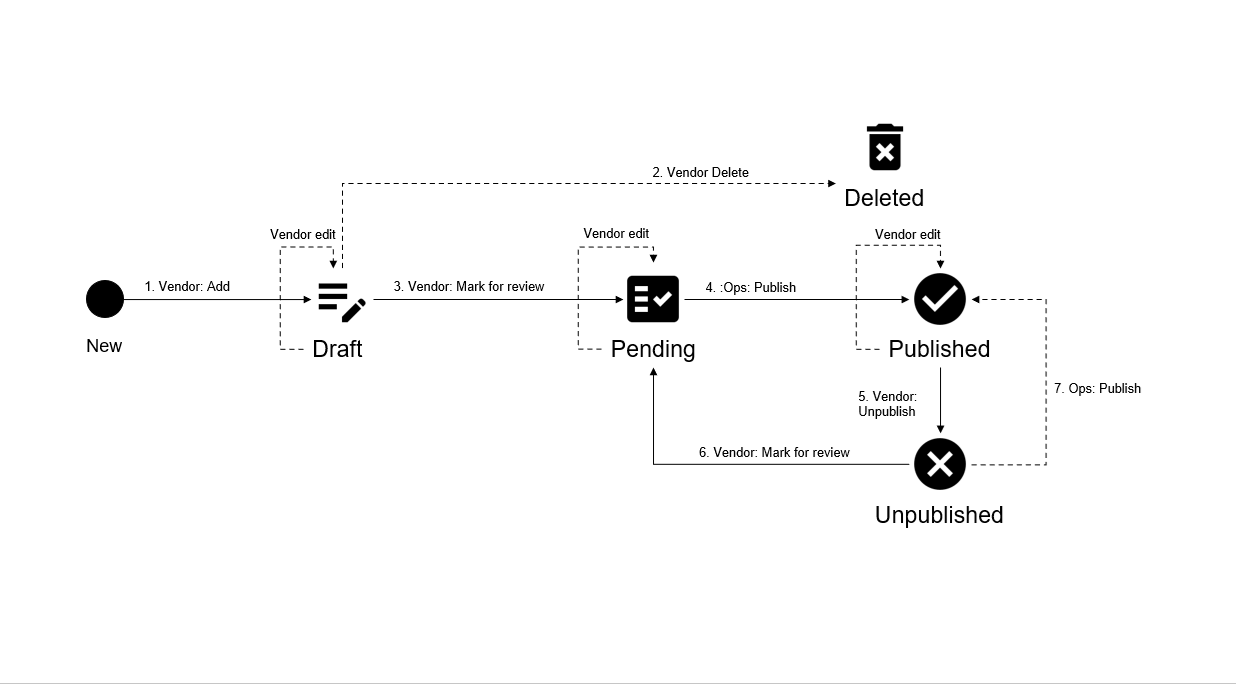 2. Vendor Delete
Deleted
Vendor edit
Vendor edit
Vendor edit
1. Vendor: Add
3. Vendor: Mark for review
4. :Ops: Publish
New
Draft
Pending
Published
5. Vendor:
Unpublish
7. Ops: Publish
6. Vendor: Mark for review
Unpublished